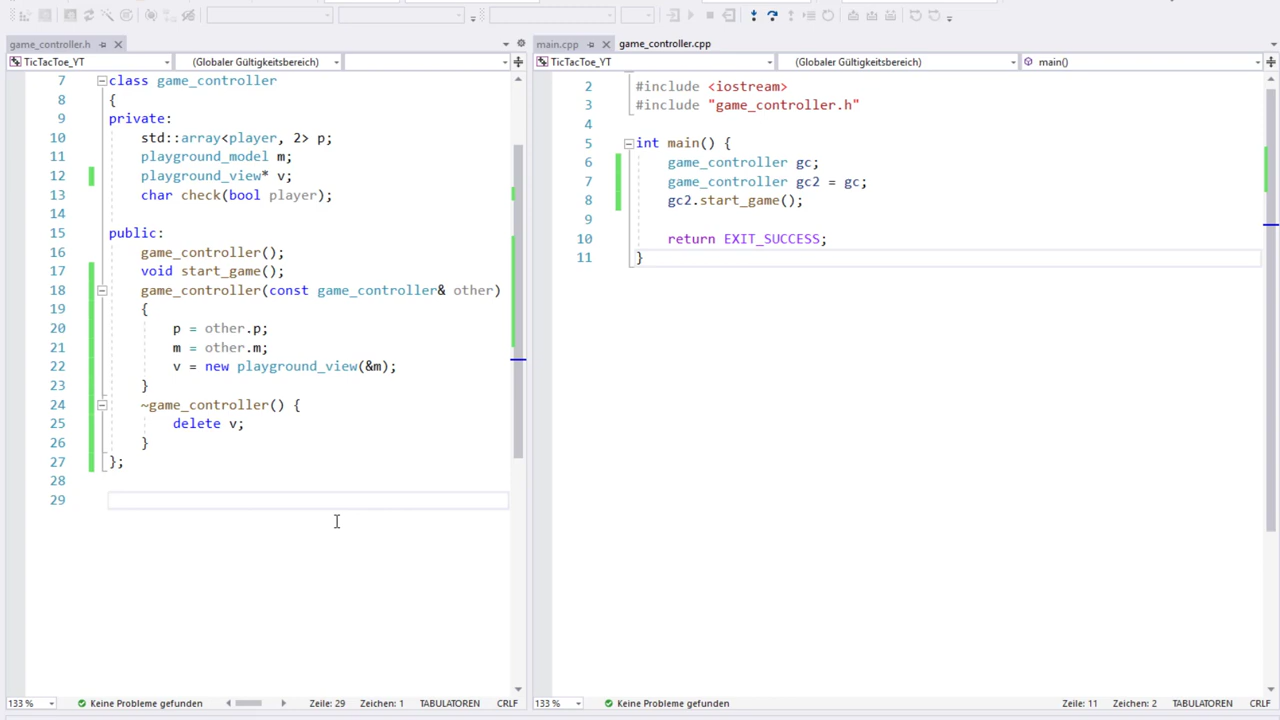 game_controller.h
TicTacToe_YT
(Globaler Gültigkeitsbereich)
7 class game_controller
8 {
9 private:
10 std::array<player, 2> p;
11 playground_model m;
12 playground_view* v;
13 char check(bool player);
14
15 public:
16 game_controller();
17 void start_game();
18 game_controller(const game_controller& other)
19 {
20 p = other.p;
21 m = other.m;
22 v = new playground_view(&m);
23 }
24 ~game_controller() {
25 delete v;
26 }
27 };
28
29
133 %
Keine Probleme gefunden
Zeile: 29
Zeichen: 1
TABULATOREN
CRLF
main.cpp
game_controller.cpp
TicTacToe_YT
(Globaler Gültigkeitsbereich)
main()
2 #include <iostream>
3 #include "game_controller.h"
4
5 int main() {
6 game_controller gc;
7 game_controller gc2 = gc;
8 gc2.start_game();
9
10 return EXIT_SUCCESS;
11 }
133 %
Keine Probleme gefunden
Zeile: 11
Zeichen: 2
TABULATOREN
CRLF